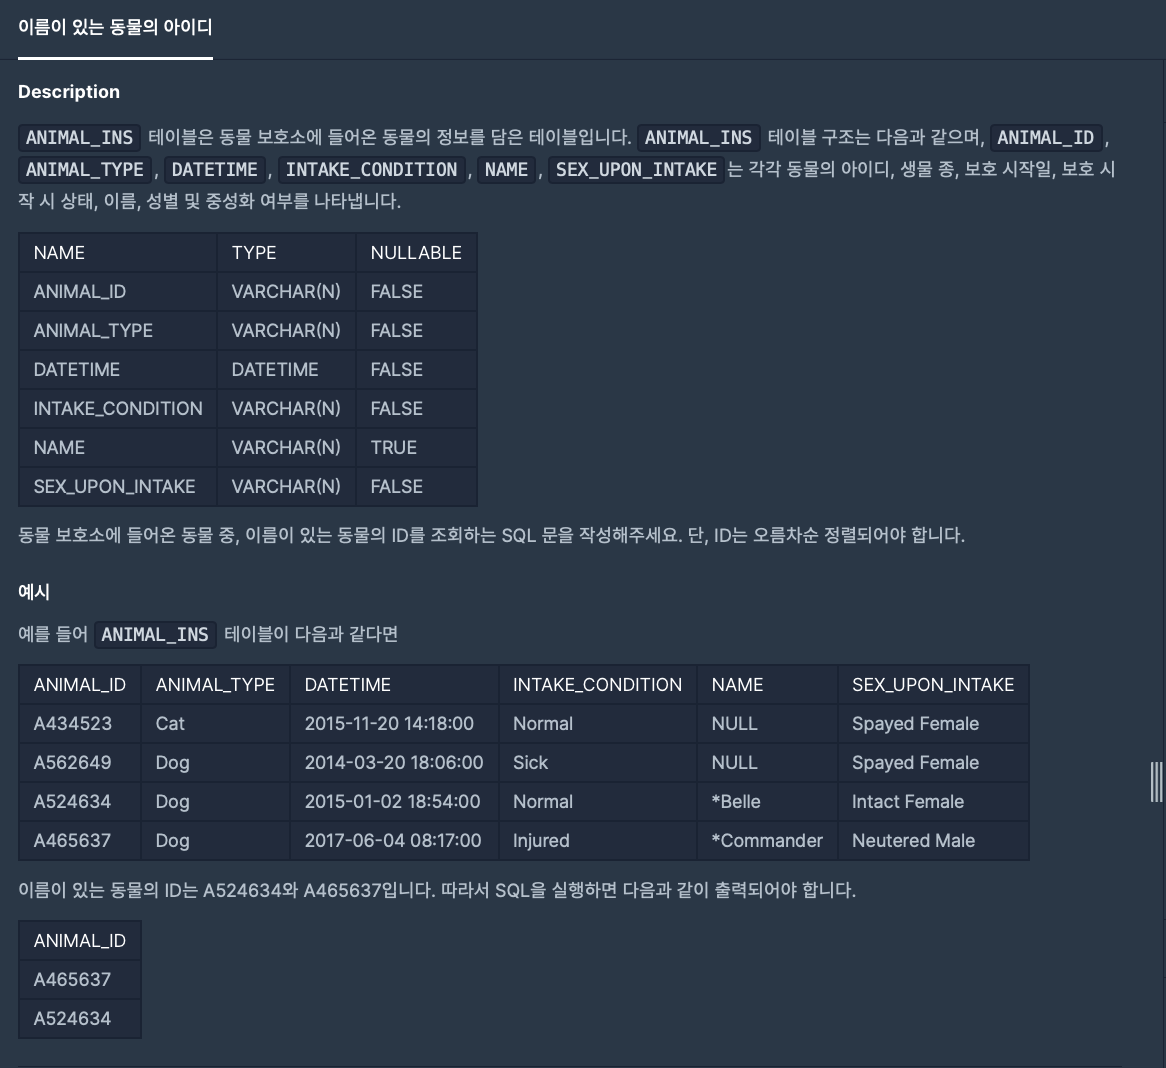 이름이 있는 동물의 아이디
Description
ANIMAL_INS 테이블은 동물 보호소에 들어온 동물의 정보를 담은 테이블입니다. ANIMAL_INS 테이블 구조는 다음과 같으며, ANIMAL_ID,
ANIMAL_TYPE, DATETIME, INTAKE_CONDITION, NAME, SEX_UPON_INTAKE는 각각 동물의 아이디, 생물 종, 보호 시작일, 보호 시
작 시 상태, 이름, 성별 및 중성화 여부를 나타냅니다.
NAME TYPE NULLABLE
ANIMAL_ID VARCHAR(N) FALSE
ANIMAL_TYPE VARCHAR(N) FALSE
DATETIME DATETIME FALSE
INTAKE_CONDITION VARCHAR(N) FALSE
NAME VARCHAR(N) TRUE
SEX_UPON_INTAKE VARCHAR(N) FALSE
동물 보호소에 들어온 동물 중, 이름이 있는 동물의 ID를 조회하는 SQL 문을 작성해주세요. 단, ID는 오름차순 정렬되어야 합니다.
예시
예를 들어 ANIMAL_INS 테이블이 다음과 같다면
ANIMAL_ID ANIMAL_TYPE DATETIME INTAKE_CONDITION NAME SEX_UPON_INTAKE
A434523 Cat 2015-11-20 14:18:00 Normal NULL Spayed Female
A562649 Dog 2014-03-20 18:06:00 Sick NULL Spayed Female
A524634 Dog 2015-01-02 18:54:00 Normal *Belle Intact Female
A465637 Dog 2017-06-04 08:17:00 Injured *Commander Neutered Male
이름이 있는 동물의 ID는 A524634와 A465637입니다. 따라서 SQL을 실행하면 다음과 같이 출력되어야 합니다.
ANIMAL_ID
A465637
A524634